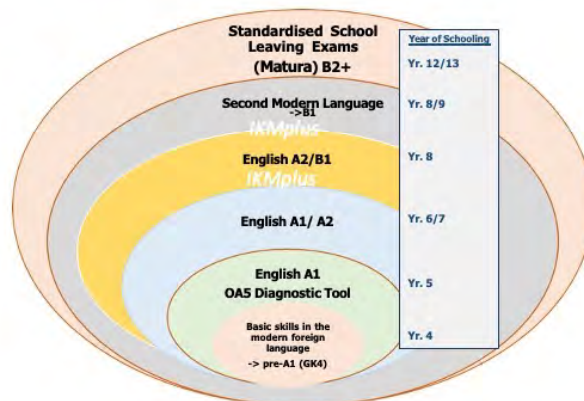 Standardised School
Leaving Exams
(Matura) B2+
Second Modern Language
->B1
IKMplus
English A2/B1
IKMplus
English A1/ A2
English A1
OA5 Diagnostic Tool
Basic skills in the
modern foreign
language
-> pre-A1 (GK4)
Year of Schooling
Yr. 12/13
Yr. 8/9
Yr. 8
Yr. 6/7
Yr. 5
Yr. 4